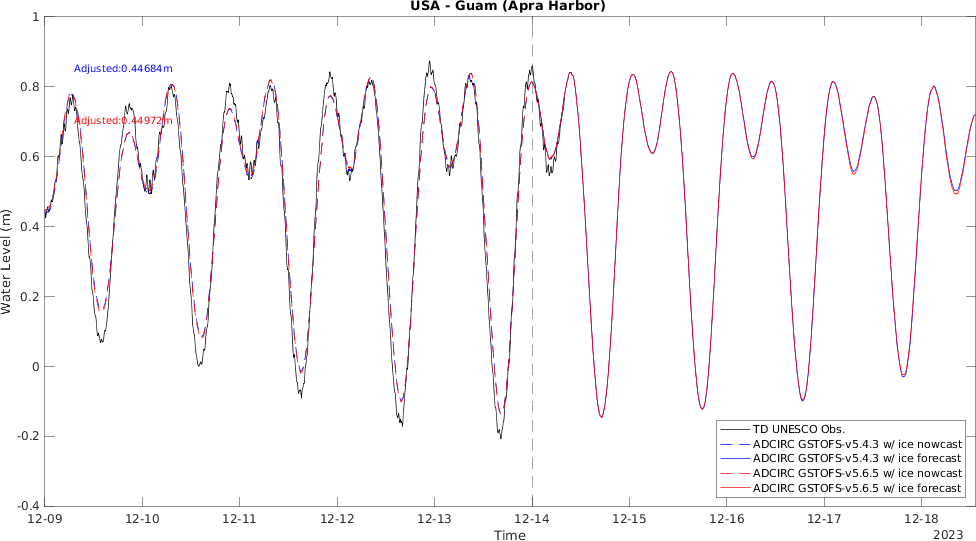 USA - Guam (Apra Harbor)
1
0.8
0.6
0.4
0.2
0
-0.2
-0.4
Water Level (m)
Adjusted:0.44684m
Adjusted:0.44972m
TD UNESCO Obs.
ADCIRC GSTOFS-v5.4.3 w/ ice nowcast
ADCIRC GSTOFS-v5.4.3 w/ ice forecast
ADCIRC GSTOFS-v5.6.5 w/ ice nowcast
ADCIRC GSTOFS-v5.6.5 w/ ice forecast
12-09 12-10 12-11 12-12 12-13 12-14 12-15 12-16 12-17 12-18
Time
2023